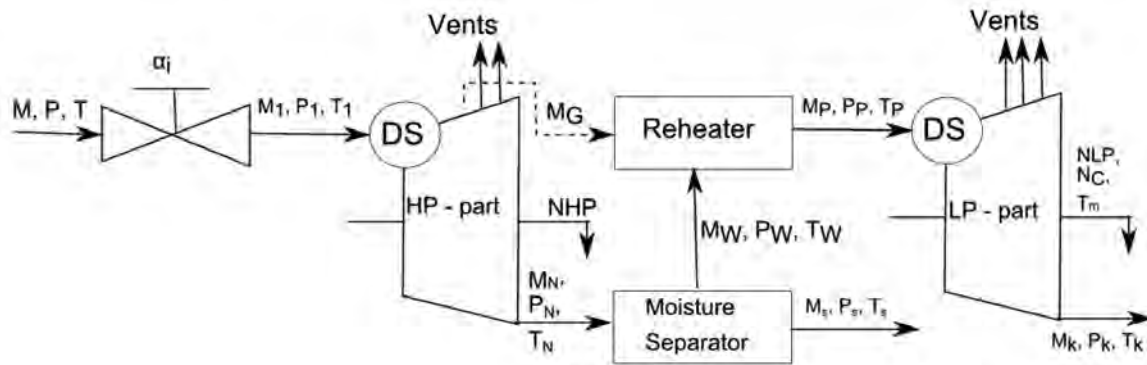 Vents
Vents
αi
M, P, T
M1, P1, T1
DS
MG
Reheater
MP, PP, TP
DS
HP - part
NHP
MW, PW, TW
LP - part
NLP,
NC,
Tm
MN,
PN,
TN
Moisture
Separator
Ms, Ps, Ts
Mk, Pk, Tk